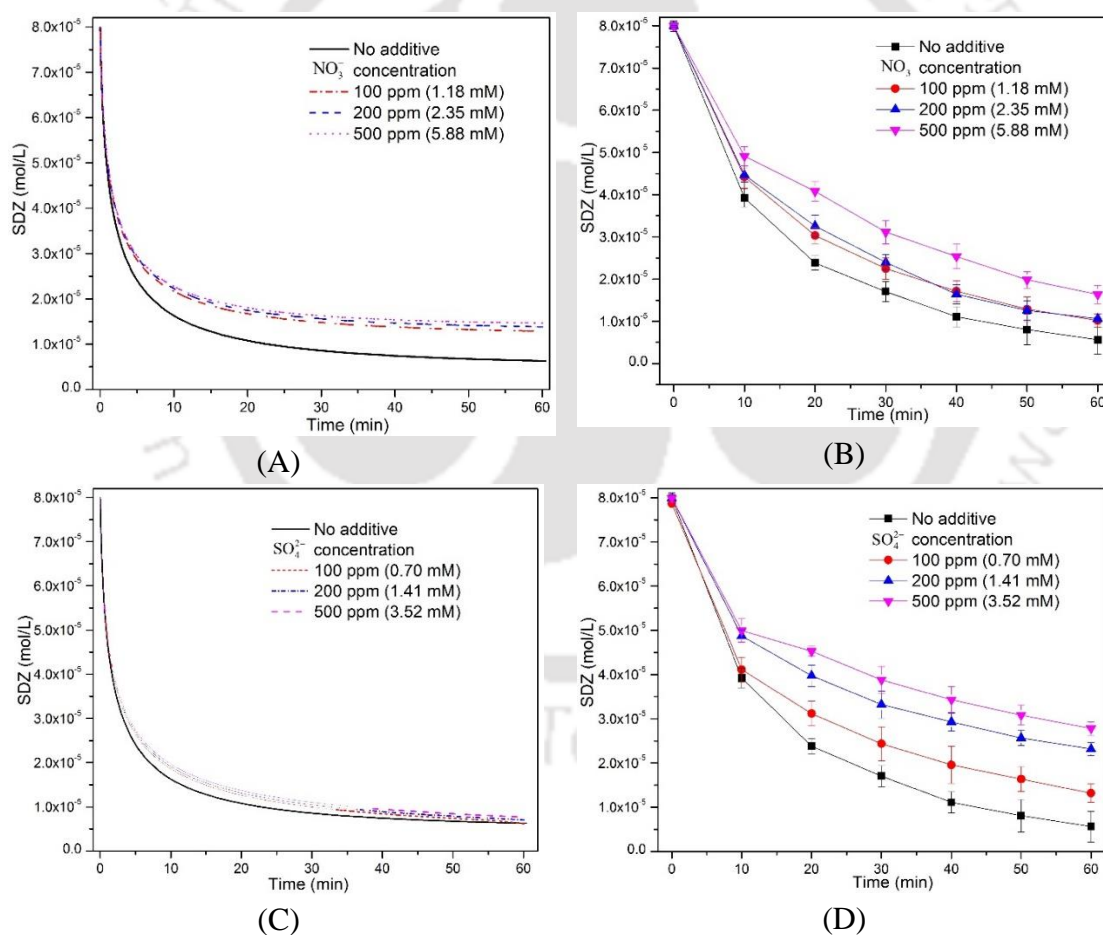 8.0x10⁻⁵
7.0x10⁻⁵
6.0x10⁻⁵
5.0x10⁻⁵
4.0x10⁻⁵
3.0x10⁻⁵
2.0x10⁻⁵
1.0x10⁻⁵
0.0
SDZ (mol/L)
No additive
NO₃⁻ concentration
100 ppm (1.18 mM)
200 ppm (2.35 mM)
500 ppm (5.88 mM)
0 10 20 30 40 50 60
Time (min)
(A)
8.0x10⁻⁵
7.0x10⁻⁵
6.0x10⁻⁵
5.0x10⁻⁵
4.0x10⁻⁵
3.0x10⁻⁵
2.0x10⁻⁵
1.0x10⁻⁵
0.0
SDZ (mol/L)
No additive
NO₃ concentration
100 ppm (1.18 mM)
200 ppm (2.35 mM)
500 ppm (5.88 mM)
0 10 20 30 40 50 60
Time (min)
(B)
8.0x10⁻⁵
7.0x10⁻⁵
6.0x10⁻⁵
5.0x10⁻⁵
4.0x10⁻⁵
3.0x10⁻⁵
2.0x10⁻⁵
1.0x10⁻⁵
0.0
SDZ (mol/L)
No additive
SO₄²⁻ concentration
100 ppm (0.70 mM)
200 ppm (1.41 mM)
500 ppm (3.52 mM)
0 10 20 30 40 50 60
Time (min)
(C)
8.0x10⁻⁵
7.0x10⁻⁵
6.0x10⁻⁵
5.0x10⁻⁵
4.0x10⁻⁵
3.0x10⁻⁵
2.0x10⁻⁵
1.0x10⁻⁵
0.0
SDZ (mol/L)
No additive
SO₄²⁻ concentration
100 ppm (0.70 mM)
200 ppm (1.41 mM)
500 ppm (3.52 mM)
0 10 20 30 40 50 60
Time (min)
(D)